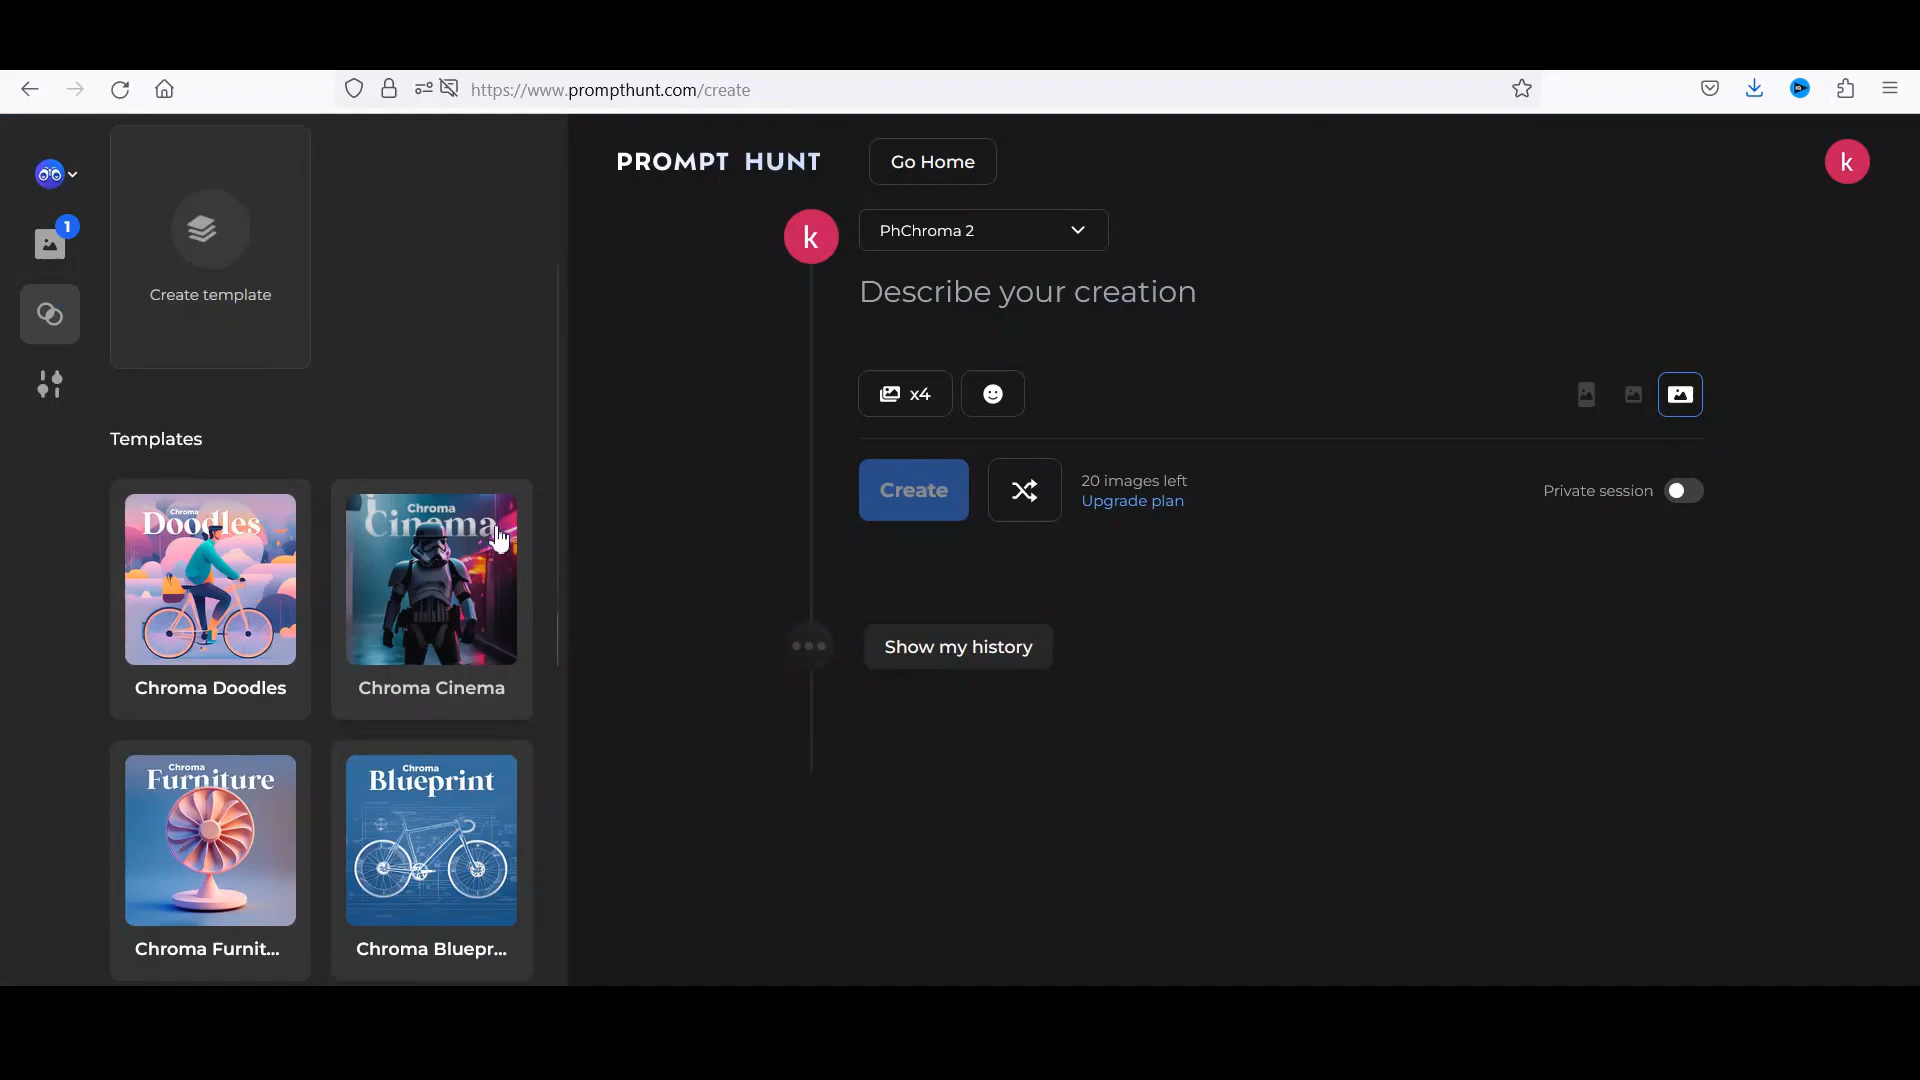 https://www.prompthunt.com/create
1
Create template
Templates
Chroma
Doodles
Chroma Doodles
Chroma
Cinema
Chroma Cinema
Chroma
Furniture
Chroma Furnit...
Chroma
Blueprint
Chroma Bluepr...
PROMPT HUNT
Go Home
k
k
PhChroma 2
Describe your creation
x4
Create
20 images left
Upgrade plan
Private session
Show my history